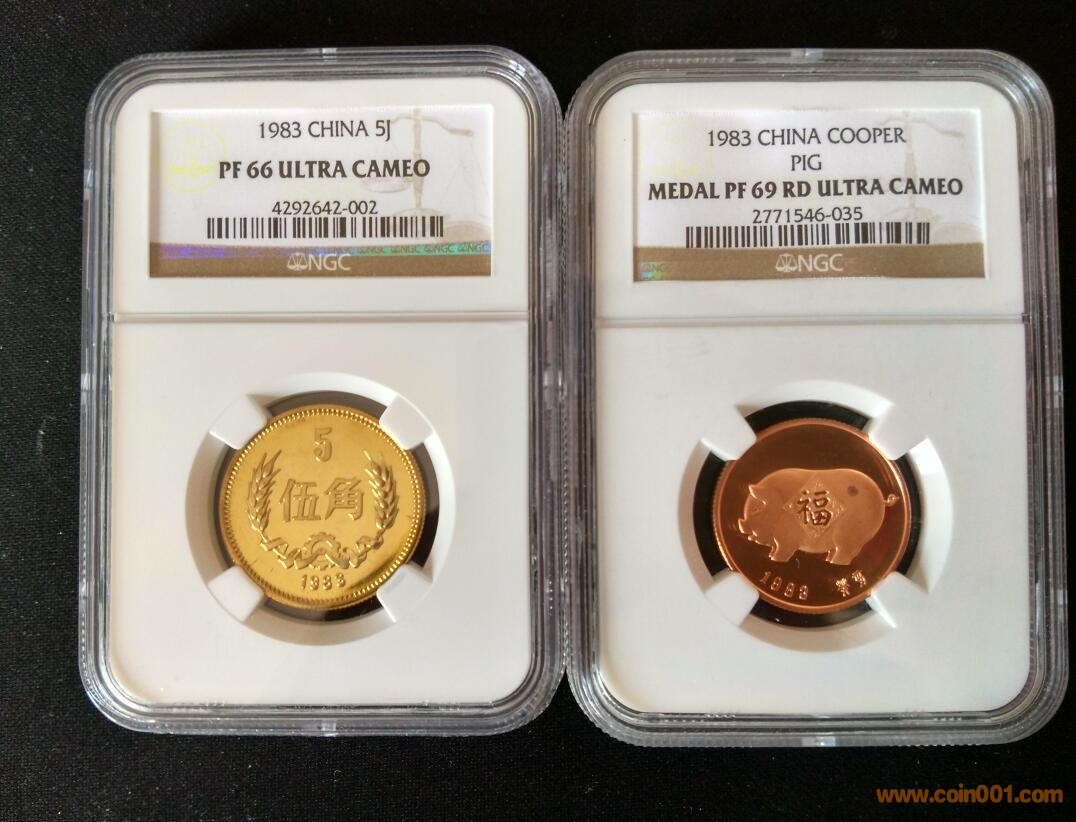 1983 CHINA 5J
PF 66 ULTRA CAMEO
4292642-002
NGC
1983 CHINA COOPER
PIG
MEDAL PF 69 RD ULTRA CAMEO
2771546-035
NGC
5
伍角
1983
福
1983
www.coin001.com